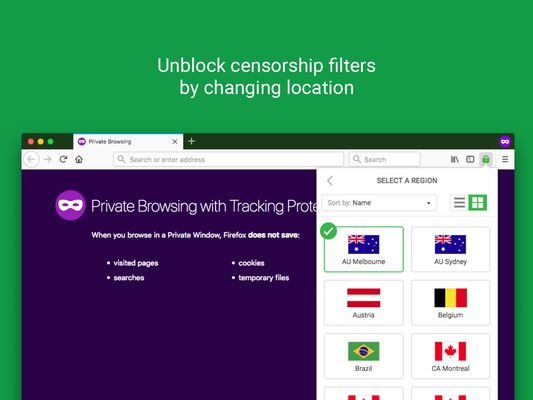 Unblock censorship filters
by changing location
Private Browsing
Search or enter address
Search
SELECT A REGION
Sort by: Name
Private Browsing with Tracking Prote
When you browse in a Private Window, Firefox does not save:
• visited pages
• cookies
• searches
• temporary files
AU Melbourne
AU Sydney
Austria
Belgium
Brazil
CA Montreal